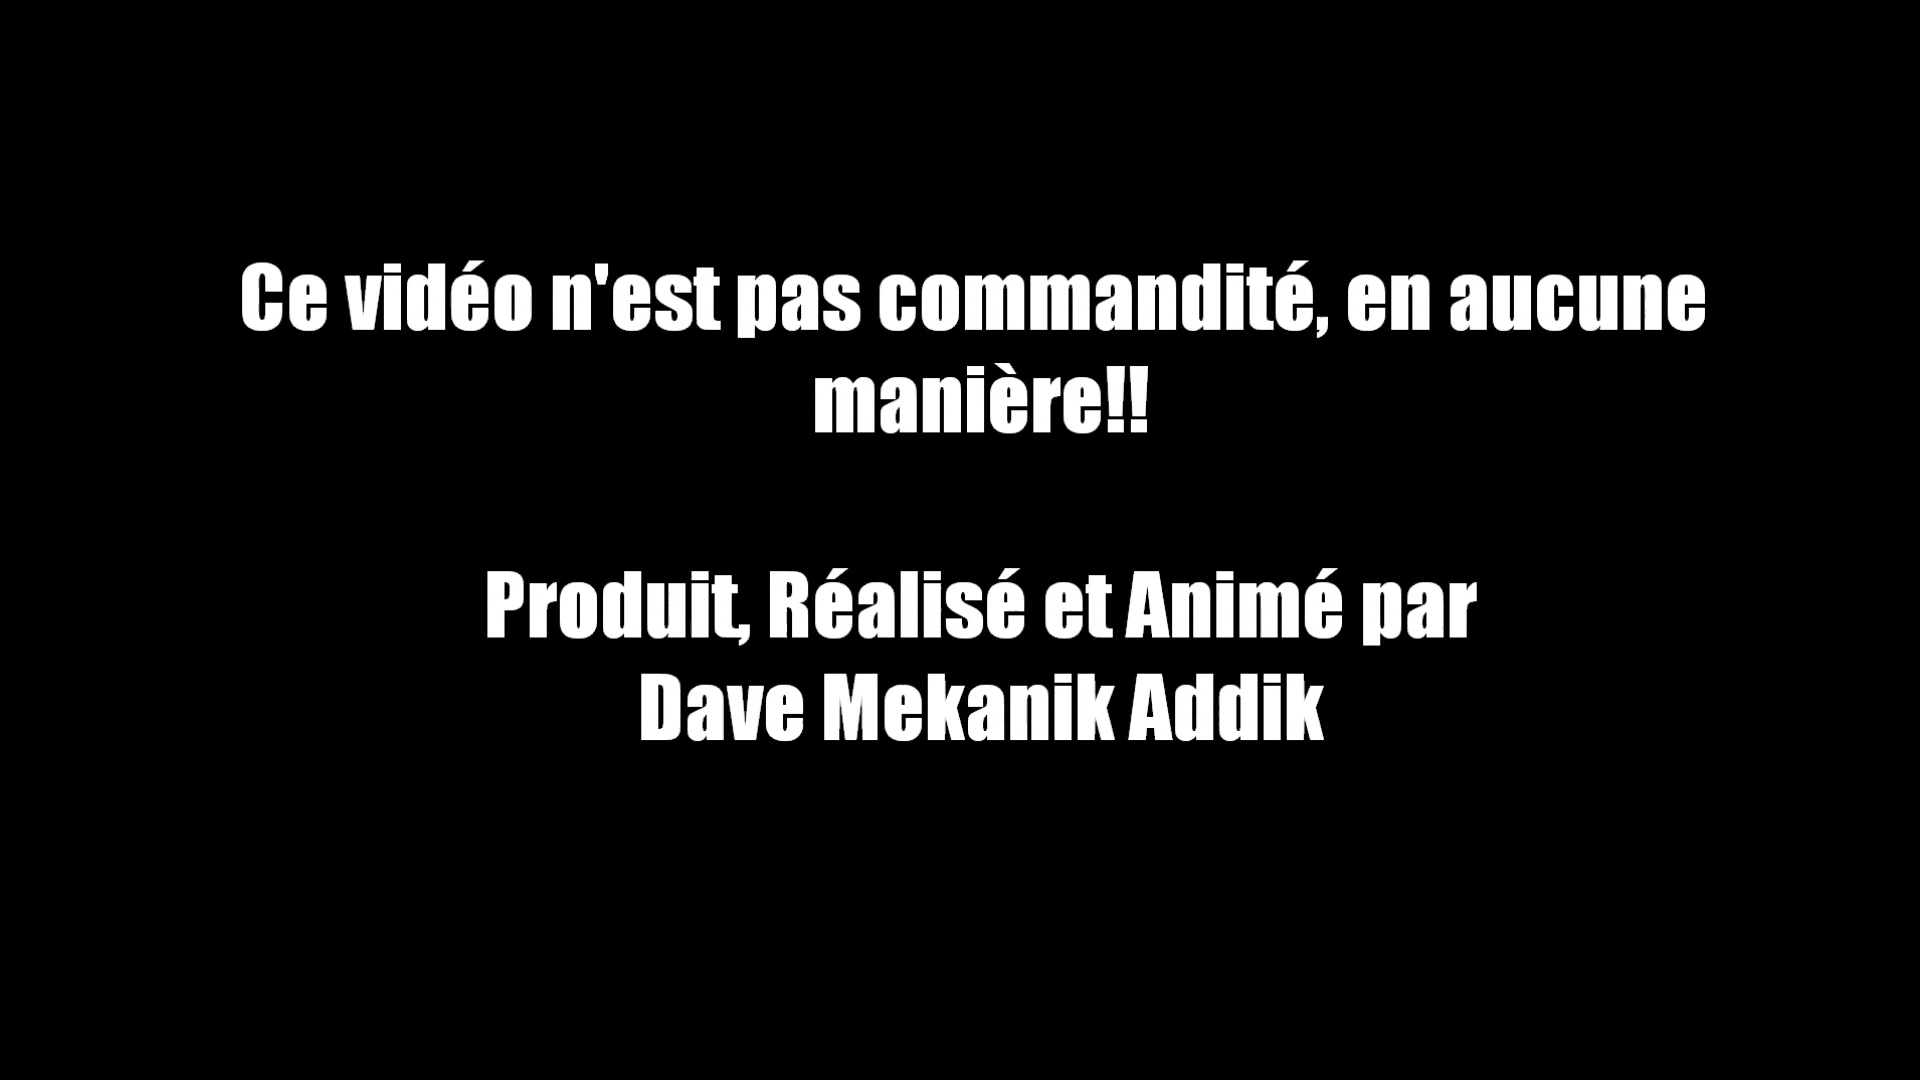 Ce vidéo n'est pas commandité, en aucune
manière!!
Produit, Réalisé et Animé par
Dave Mekanik Addik